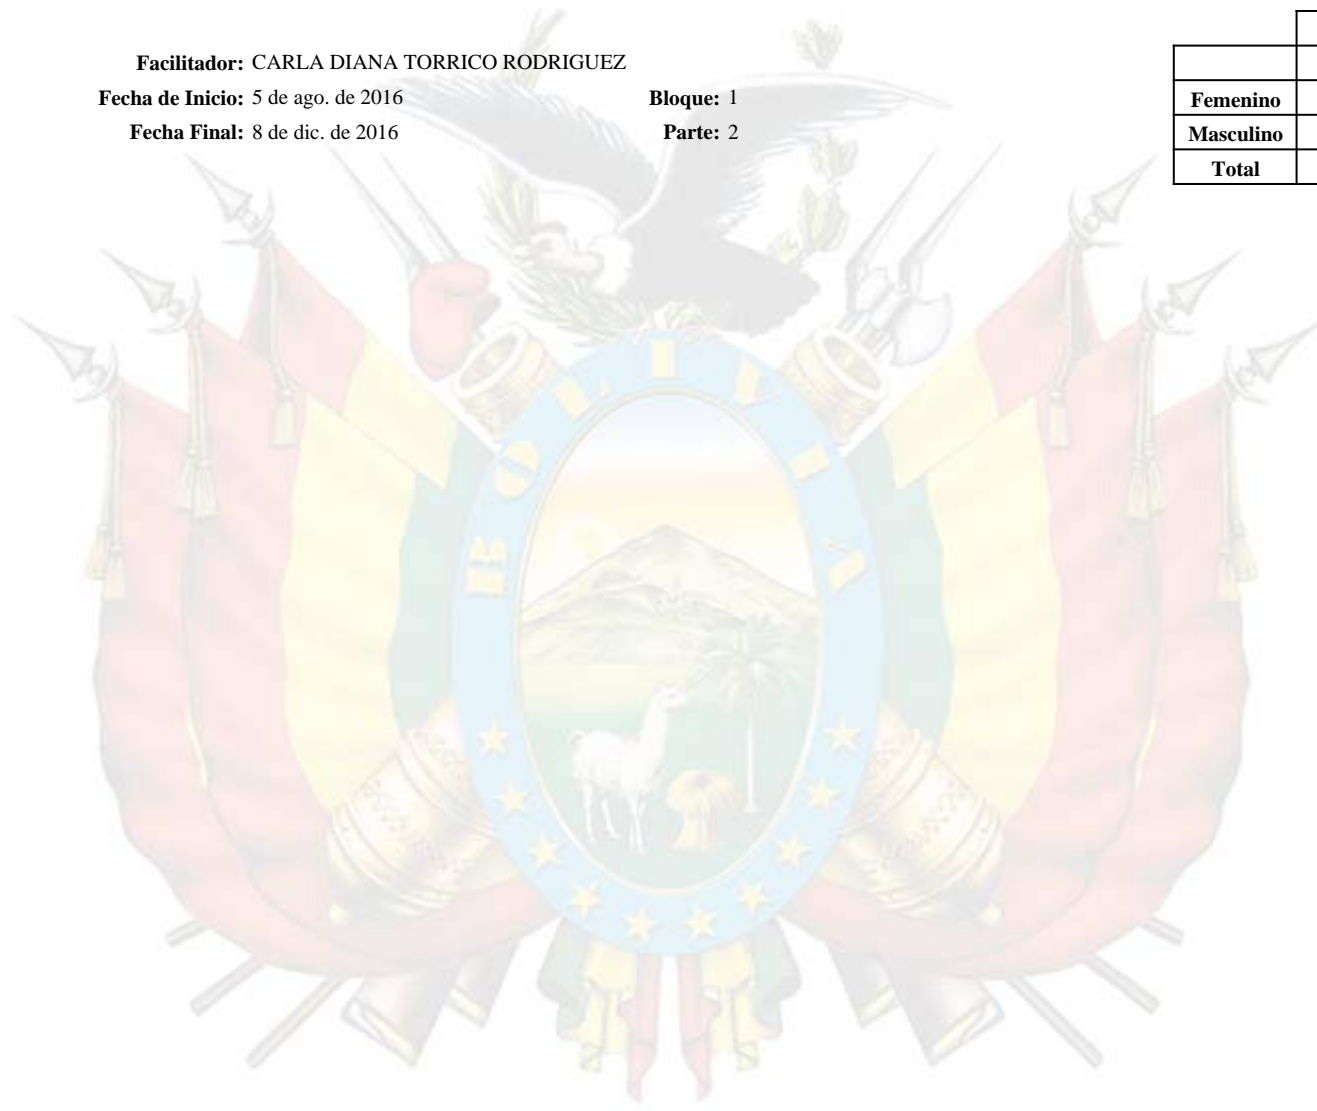 Facilitador: CARLA DIANA TORRICO RODRIGUEZ
Fecha de Inicio: 5 de ago. de 2016 Bloque: 1
Fecha Final: 8 de dic. de 2016 Parte: 2
Femenino
Masculino
Total
BOLIVIA